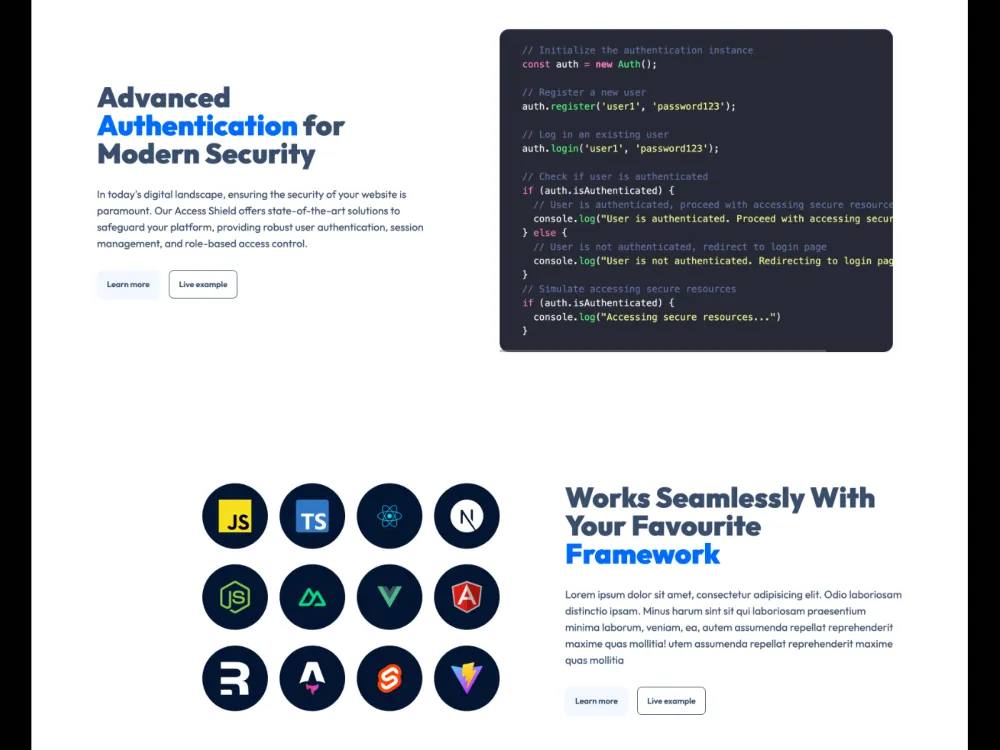 Advanced
Authentication for
Modern Security
In today's digital landscape, ensuring the security of your website is
paramount. Our Access Shield offers state-of-the-art solutions to
safeguard your platform, providing robust user authentication, session
management, and role-based access control.
Learn more
Live example
// Initialize the authentication instance
const auth = new Auth();
// Register a new user
auth.register('user1', 'password123');
// Log in an existing user
auth.login('user1', 'password123');
// Check if user is authenticated
if (auth.isAuthenticated) {
// User is authenticated, proceed with accessing secure resource
console.log("User is authenticated. Proceed with accessing secur
} else {
// User is not authenticated, redirect to login page
console.log("User is not authenticated. Redirecting to login pag
}
// Simulate accessing secure resources
if (auth.isAuthenticated) {
console.log("Accessing secure resources...")
}
JS
TS
N
JS
A
R
Works Seamlessly With
Your Favourite
Framework
Lorem ipsum dolor sit amet, consectetur adipisicing elit. Odio laboriosam
distinctio ipsam. Minus harum sint sit qui laboriosam praesentium
minima laborum, veniam, ea, autem assumenda repellat reprehenderit
maxime quas mollitia! utem assumenda repellat reprehenderit maxime
quas mollitia
Learn more
Live example